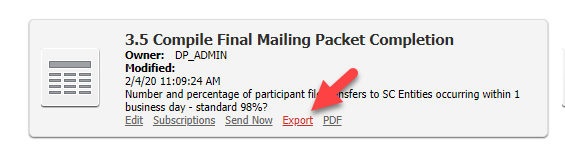 3.5 Compile Final Mailing Packet Completion
Owner: DP_ADMIN
Modified:
2/4/20 11:09:24 AM
Number and percentage of participant file transfers to SC Entities occurring within 1
business day - standard 98%?
Edit Subscriptions Send Now Export PDF